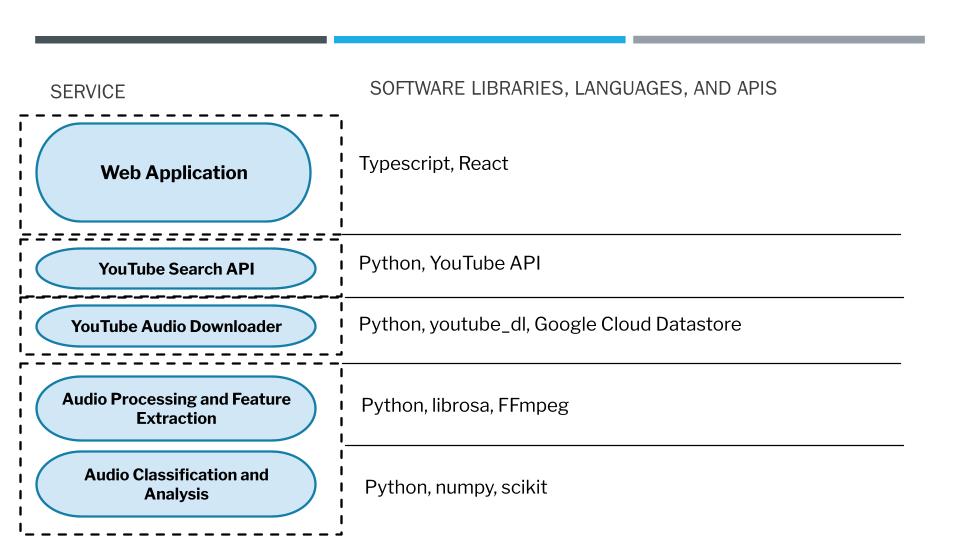 SERVICE
SOFTWARE LIBRARIES, LANGUAGES, AND APIS
Web Application
Typescript, React
YouTube Search API
Python, YouTube API
YouTube Audio Downloader
Python, youtube_dl, Google Cloud Datastore
Audio Processing and Feature
Extraction
Python, librosa, FFmpeg
Audio Classification and
Analysis
Python, numpy, scikit